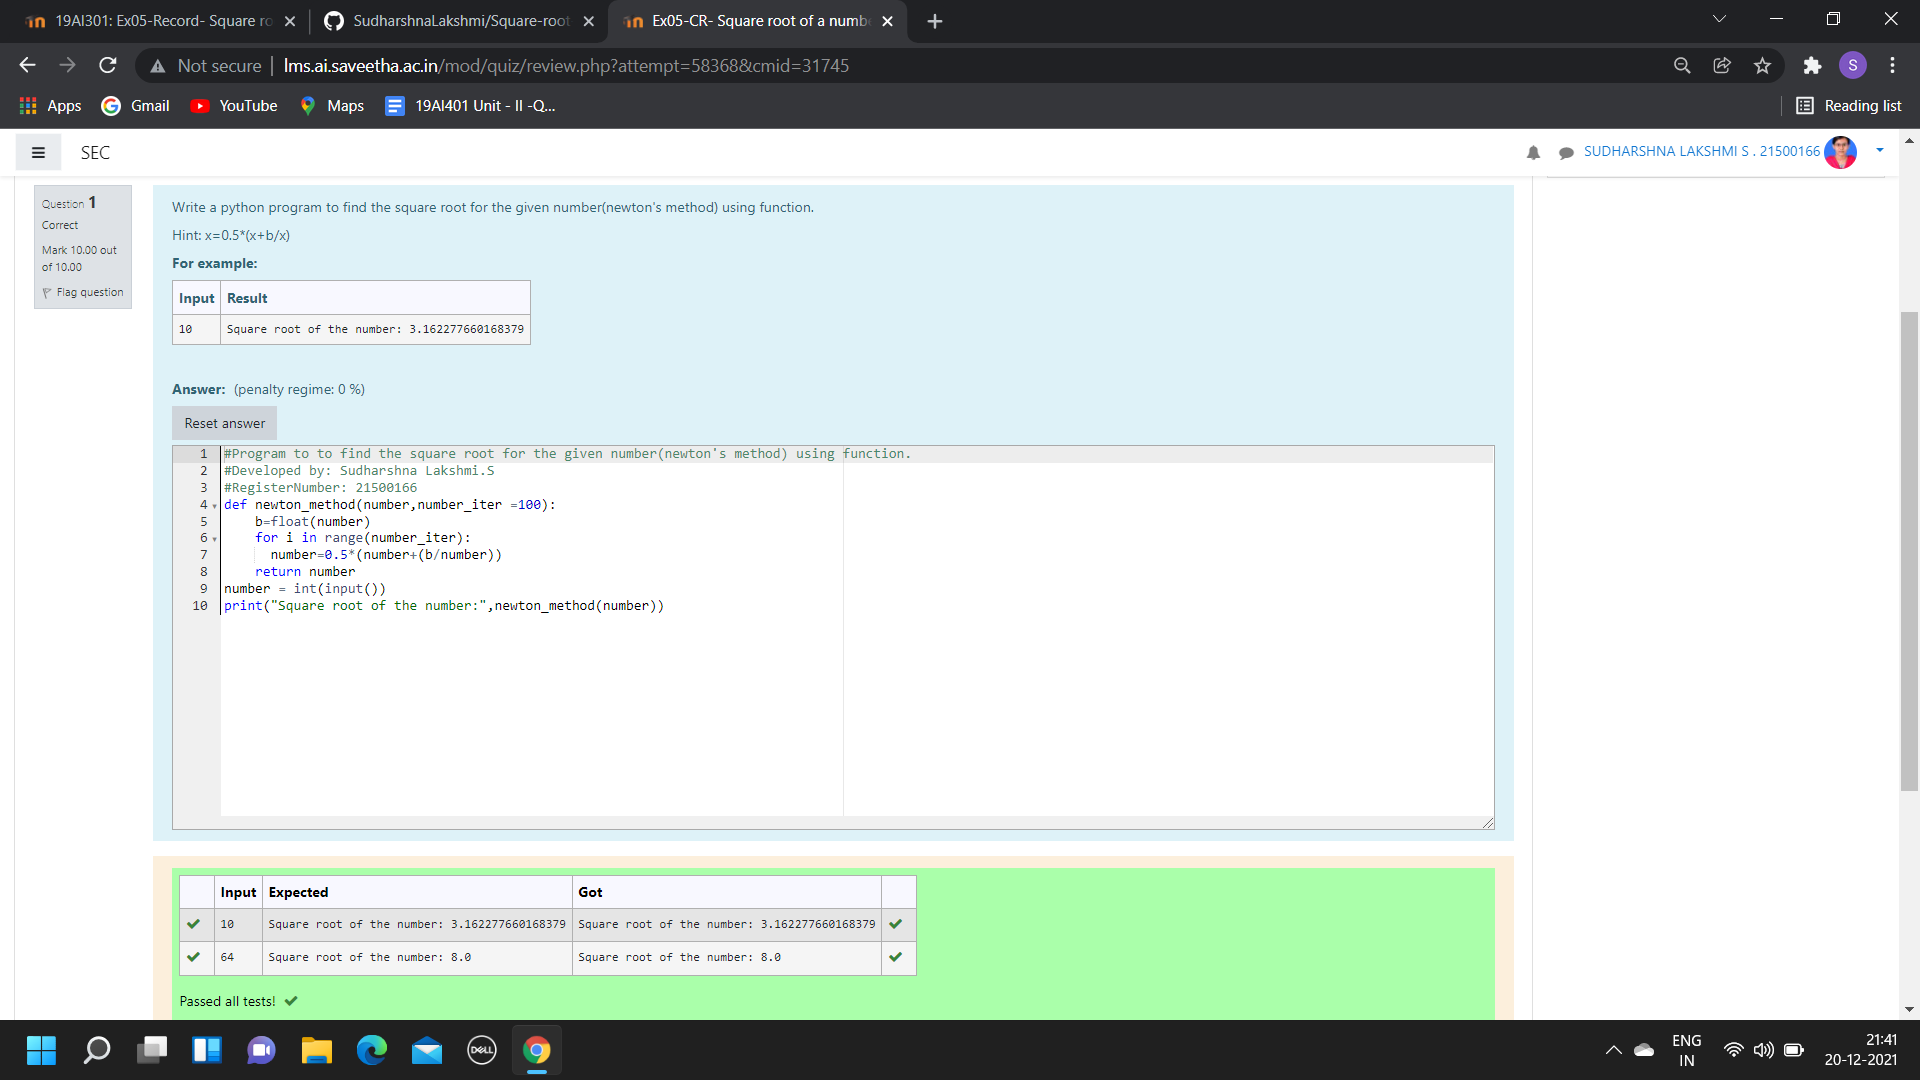 19AI301: Ex05-Record- Square ro
SudharshnaLakshmi/Square-root
Ex05-CR- Square root of a numbe
Not secure | lms.ai.saveetha.ac.in/mod/quiz/review.php?attempt=58368&cmid=31745
S
Apps
Gmail
YouTube
Maps
19AI401 Unit - II -Q...
Reading list
SEC
SUDHARSHNA LAKSHMI S . 21500166
Question 1
Correct
Mark 10.00 out
of 10.00
Flag question
Write a python program to find the square root for the given number(newton's method) using function.
Hint: x=0.5*(x+b/x)
For example:
Input Result
10 Square root of the number: 3.162277660168379
Answer: (penalty regime: 0 %)
Reset answer
1 #Program to to find the square root for the given number(newton's method) using function.
2 #Developed by: Sudharshna Lakshmi.S
3 #RegisterNumber: 21500166
4 def newton_method(number,number_iter =100):
5 b=float(number)
6 for i in range(number_iter):
7 number=0.5*(number+(b/number))
8 return number
9 number = int(input())
10 print("Square root of the number:",newton_method(number))
Input Expected Got
10 Square root of the number: 3.162277660168379 Square root of the number: 3.162277660168379
64 Square root of the number: 8.0 Square root of the number: 8.0
Passed all tests!
DELL
ENG
IN
21:41
20-12-2021